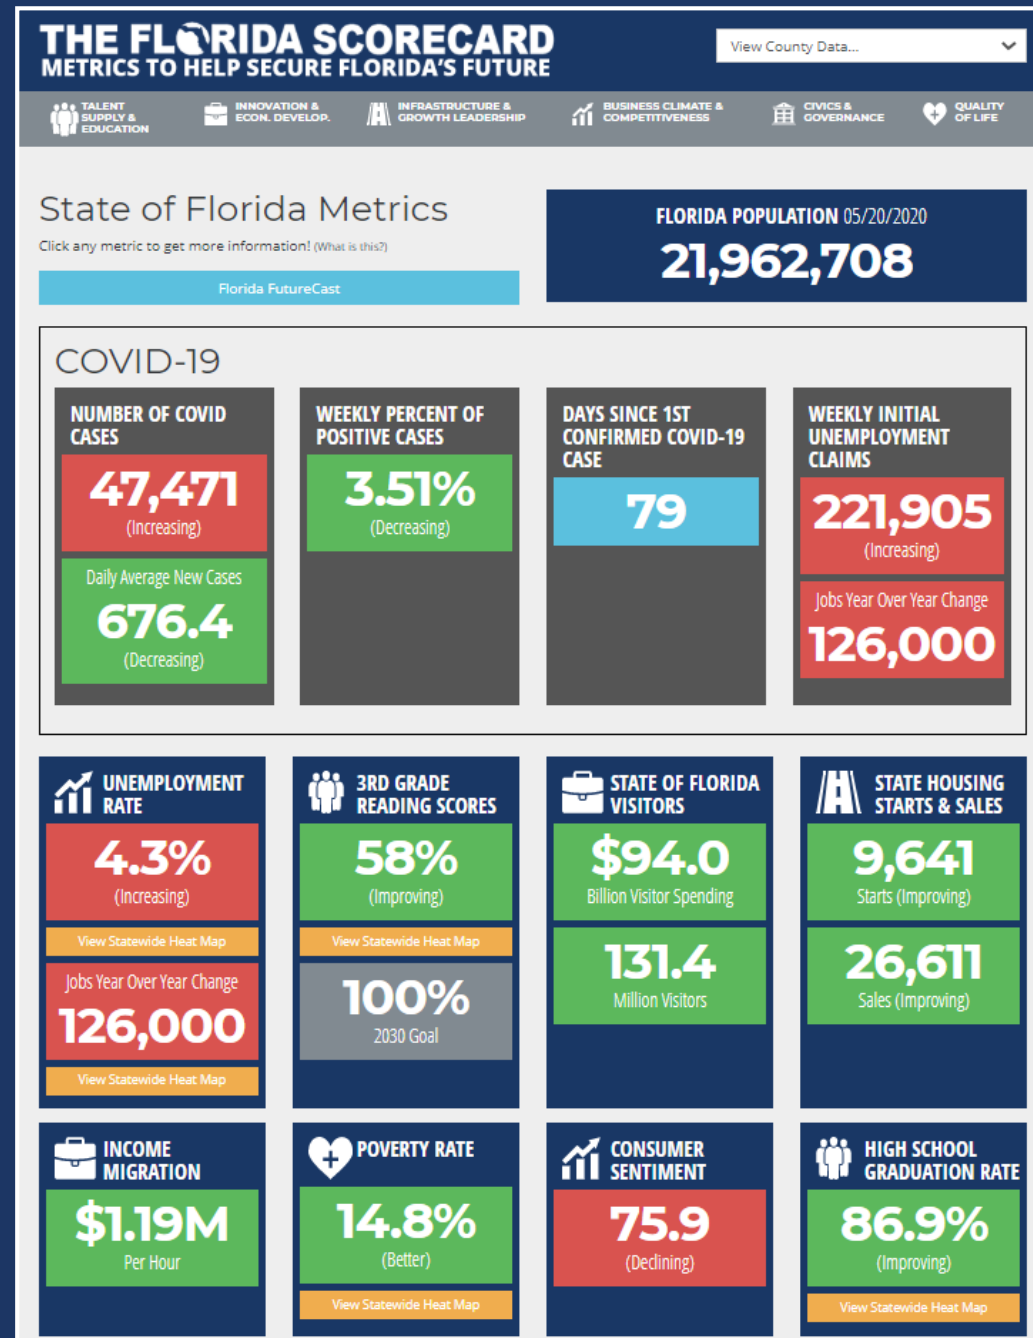 THE FLORIDA SCORECARD
METRICS TO HELP SECURE FLORIDA'S FUTURE
View County Data...
TALENT
SUPPLY &
EDUCATION
INNOVATION &
ECON. DEVELOP.
INFRASTRUCTURE &
GROWTH LEADERSHIP
BUSINESS CLIMATE &
COMPETITIVENESS
CIVICS &
GOVERNANCE
QUALITY
OF LIFE
State of Florida Metrics
Click any metric to get more information! (What is this?)
Florida FutureCast
FLORIDA POPULATION 05/20/2020
21,962,708
COVID-19
NUMBER OF COVID
CASES
47,471
(Increasing)
Daily Average New Cases
676.4
(Decreasing)
WEEKLY PERCENT OF
POSITIVE CASES
3.51%
(Decreasing)
DAYS SINCE 1ST
CONFIRMED COVID-19
CASE
79
WEEKLY INITIAL
UNEMPLOYMENT
CLAIMS
221,905
(Increasing)
Jobs Year Over Year Change
126,000
UNEMPLOYMENT
RATE
4.3%
(Increasing)
View Statewide Heat Map
Jobs Year Over Year Change
126,000
View Statewide Heat Map
3RD GRADE
READING SCORES
58%
(Improving)
View Statewide Heat Map
100%
2030 Goal
STATE OF FLORIDA
VISITORS
$94.0
Billion Visitor Spending
131.4
Million Visitors
STATE HOUSING
STARTS & SALES
9,641
Starts (Improving)
26,611
Sales (Improving)
INCOME
MIGRATION
$1.19M
Per Hour
POVERTY RATE
14.8%
(Better)
View Statewide Heat Map
CONSUMER
SENTIMENT
75.9
(Declining)
HIGH SCHOOL
GRADUATION RATE
86.9%
(Improving)
View Statewide Heat Map